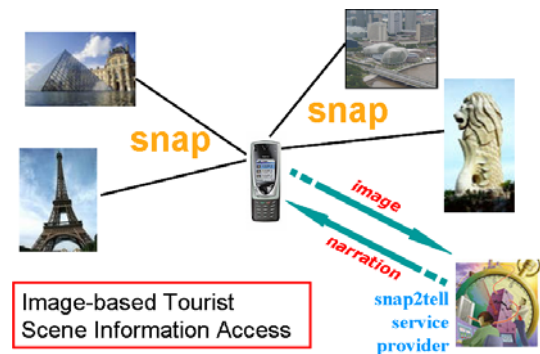 snap
snap
image
narration
snap2tell
service
provider
Image-based Tourist
Scene Information Access